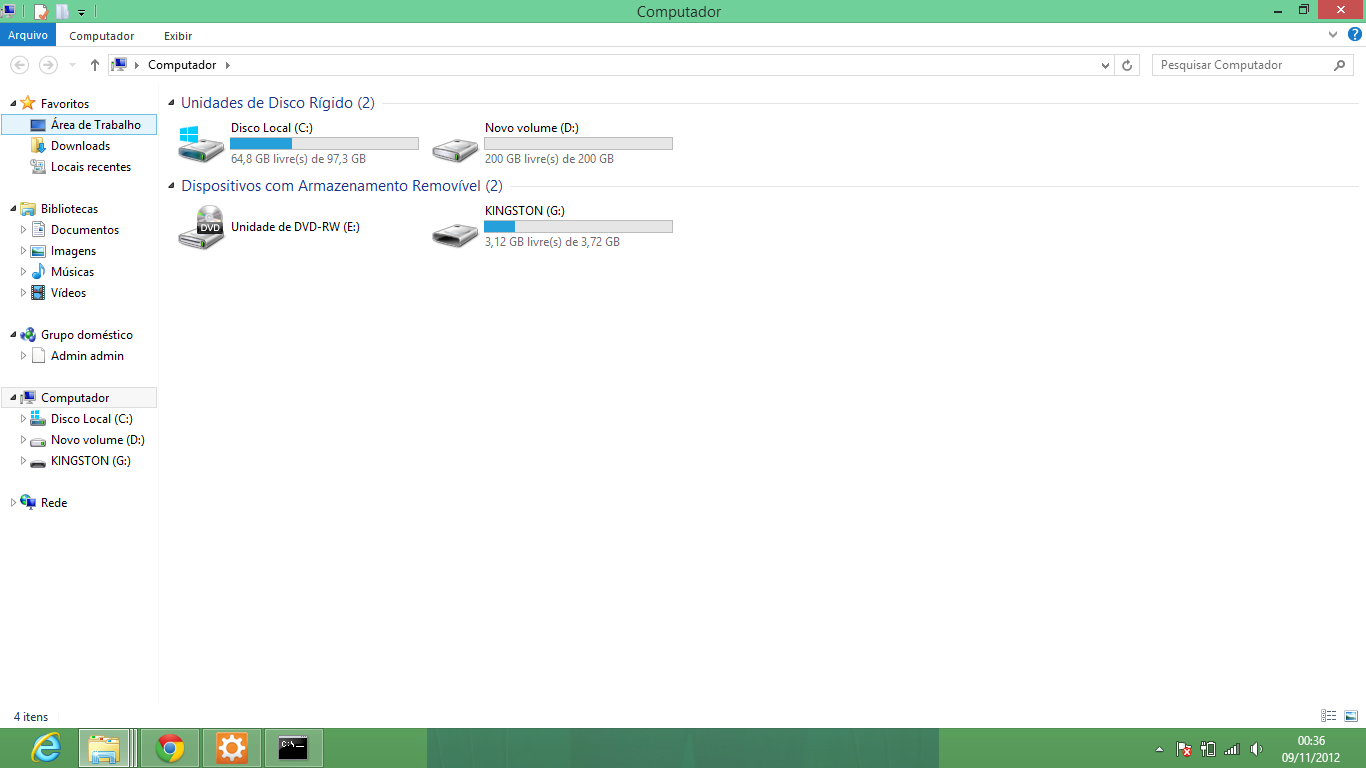 Computador
Arquivo Computador Exibir
Computador
Pesquisar Computador
Favoritos
Área de Trabalho
Downloads
Locais recentes
Bibliotecas
Documentos
Imagens
Músicas
Vídeos
Grupo doméstico
Admin admin
Computador
Disco Local (C:)
Novo volume (D:)
KINGSTON (G:)
Rede
Unidades de Disco Rígido (2)
Disco Local (C:)
64,8 GB livre(s) de 97,3 GB
Novo volume (D:)
200 GB livre(s) de 200 GB
Dispositivos com Armazenamento Removível (2)
DVD
Unidade de DVD-RW (E:)
KINGSTON (G:)
3,12 GB livre(s) de 3,72 GB
4 itens
C:\_
00:36
09/11/2012